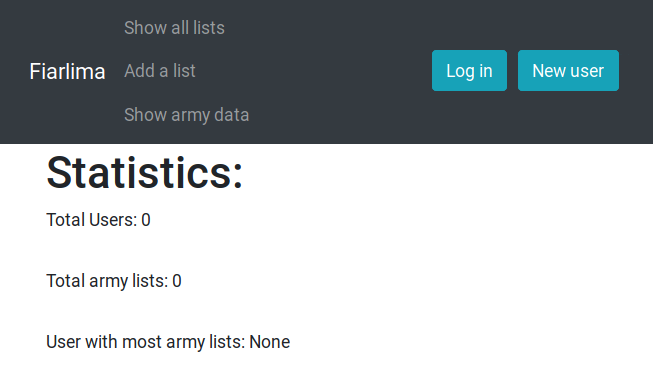 Show all lists
Fiarlima
Add a list
Show army data
Log in
New user
Statistics:
Total Users: 0
Total army lists: 0
User with most army lists: None